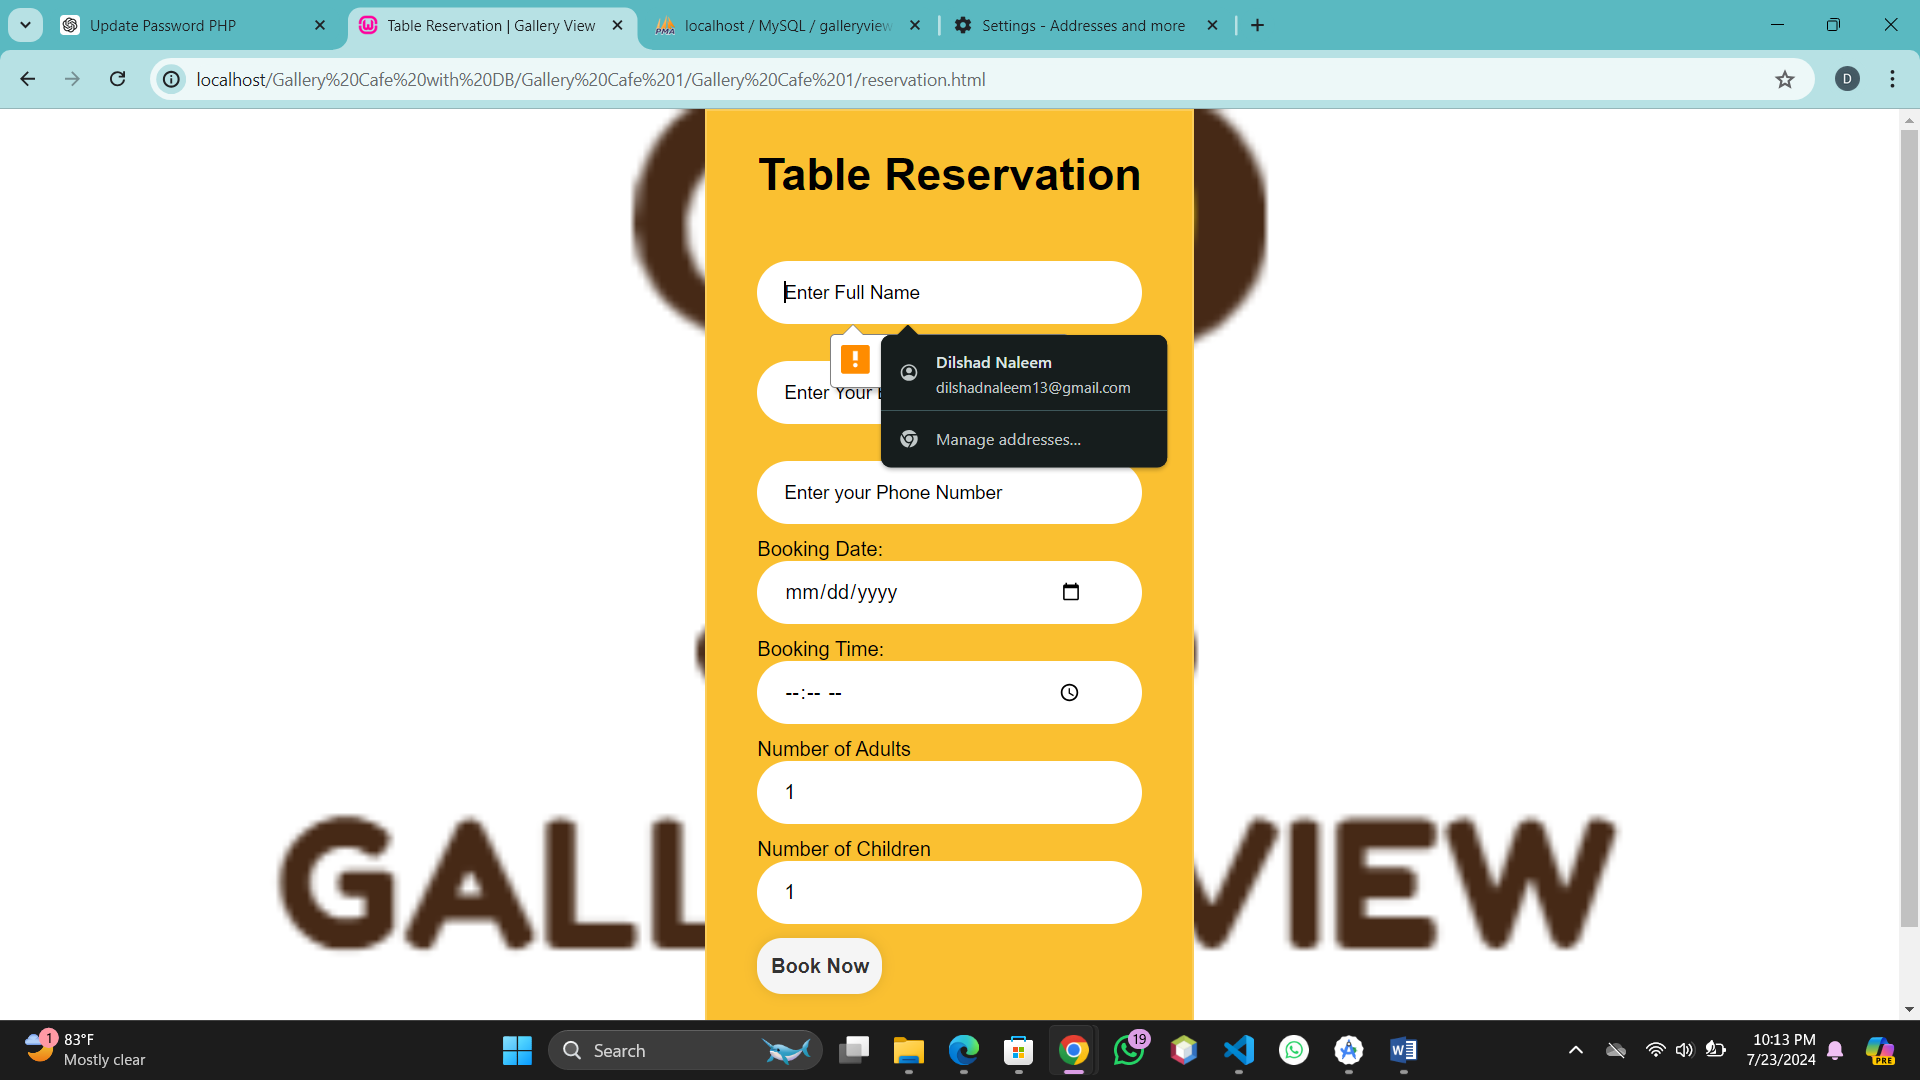 Update Password PHP
Table Reservation | Gallery View
PMA
localhost / MySQL / galleryview
Settings - Addresses and more
localhost/Gallery%20Cafe%20with%20DB/Gallery%20Cafe%201/Gallery%20Cafe%201/reservation.html
D
Table Reservation
Enter Full Name
Dilshad Naleem
dilshadnaleem13@gmail.com
Enter Your
Manage addresses...
Enter your Phone Number
Booking Date:
mm/dd/yyyy
Booking Time:
--:-- --
Number of Adults
1
Number of Children
1
GALL VIEW
Book Now
1
83°F
Mostly clear
Search
19
10:13 PM
7/23/2024
PRE